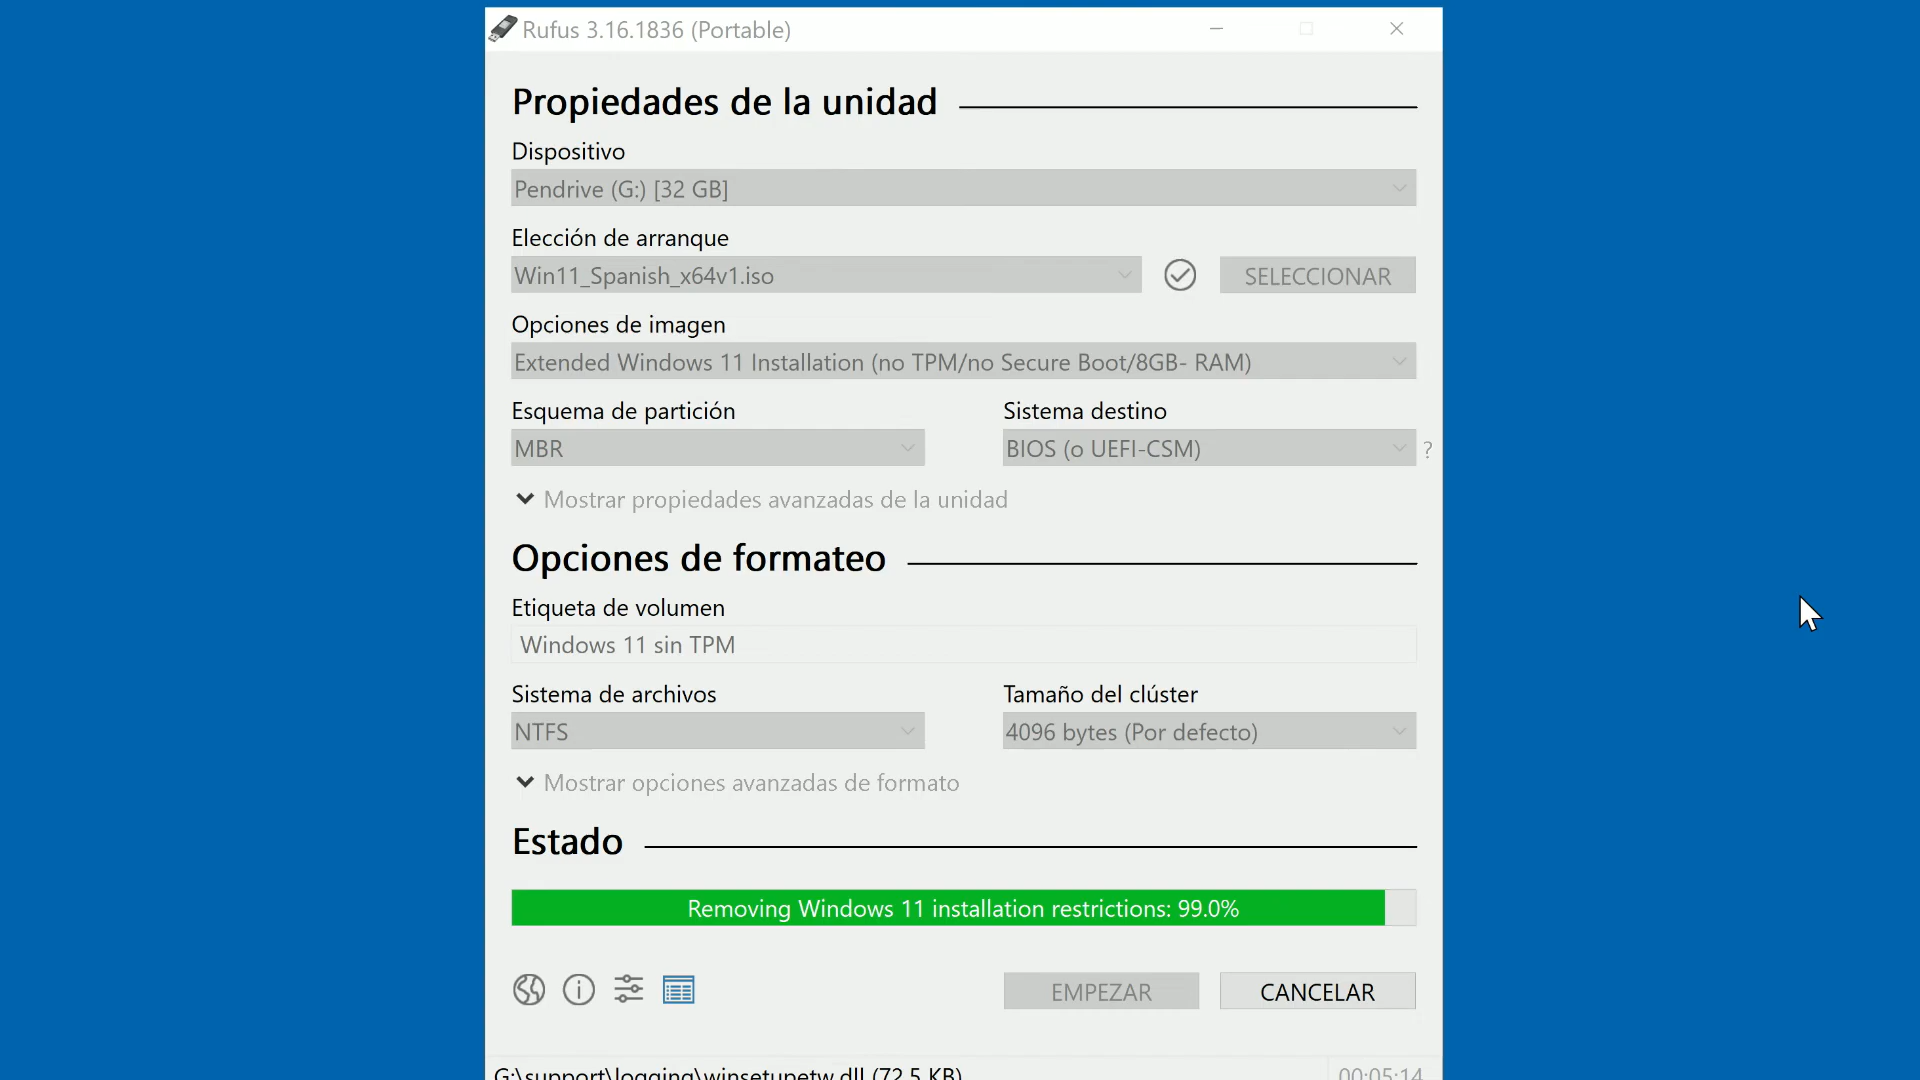 Rufus 3.16.1836 (Portable)
Propiedades de la unidad
Dispositivo
Pendrive (G:) [32 GB]
Elección de arranque
Win11_Spanish_x64v1.iso
SELECCIONAR
Opciones de imagen
Extended Windows 11 Installation (no TPM/no Secure Boot/8GB- RAM)
Esquema de partición
Sistema destino
MBR
BIOS (o UEFI-CSM)
?
Mostrar propiedades avanzadas de la unidad
Opciones de formateo
Etiqueta de volumen
Windows 11 sin TPM
Sistema de archivos
Tamaño del clúster
NTFS
4096 bytes (Por defecto)
Mostrar opciones avanzadas de formato
Estado
Removing Windows 11 installation restrictions: 99.0%
EMPEZAR
CANCELAR
G:\support\logging\winsetupetw.dll (72.5 KB)
00:05:14